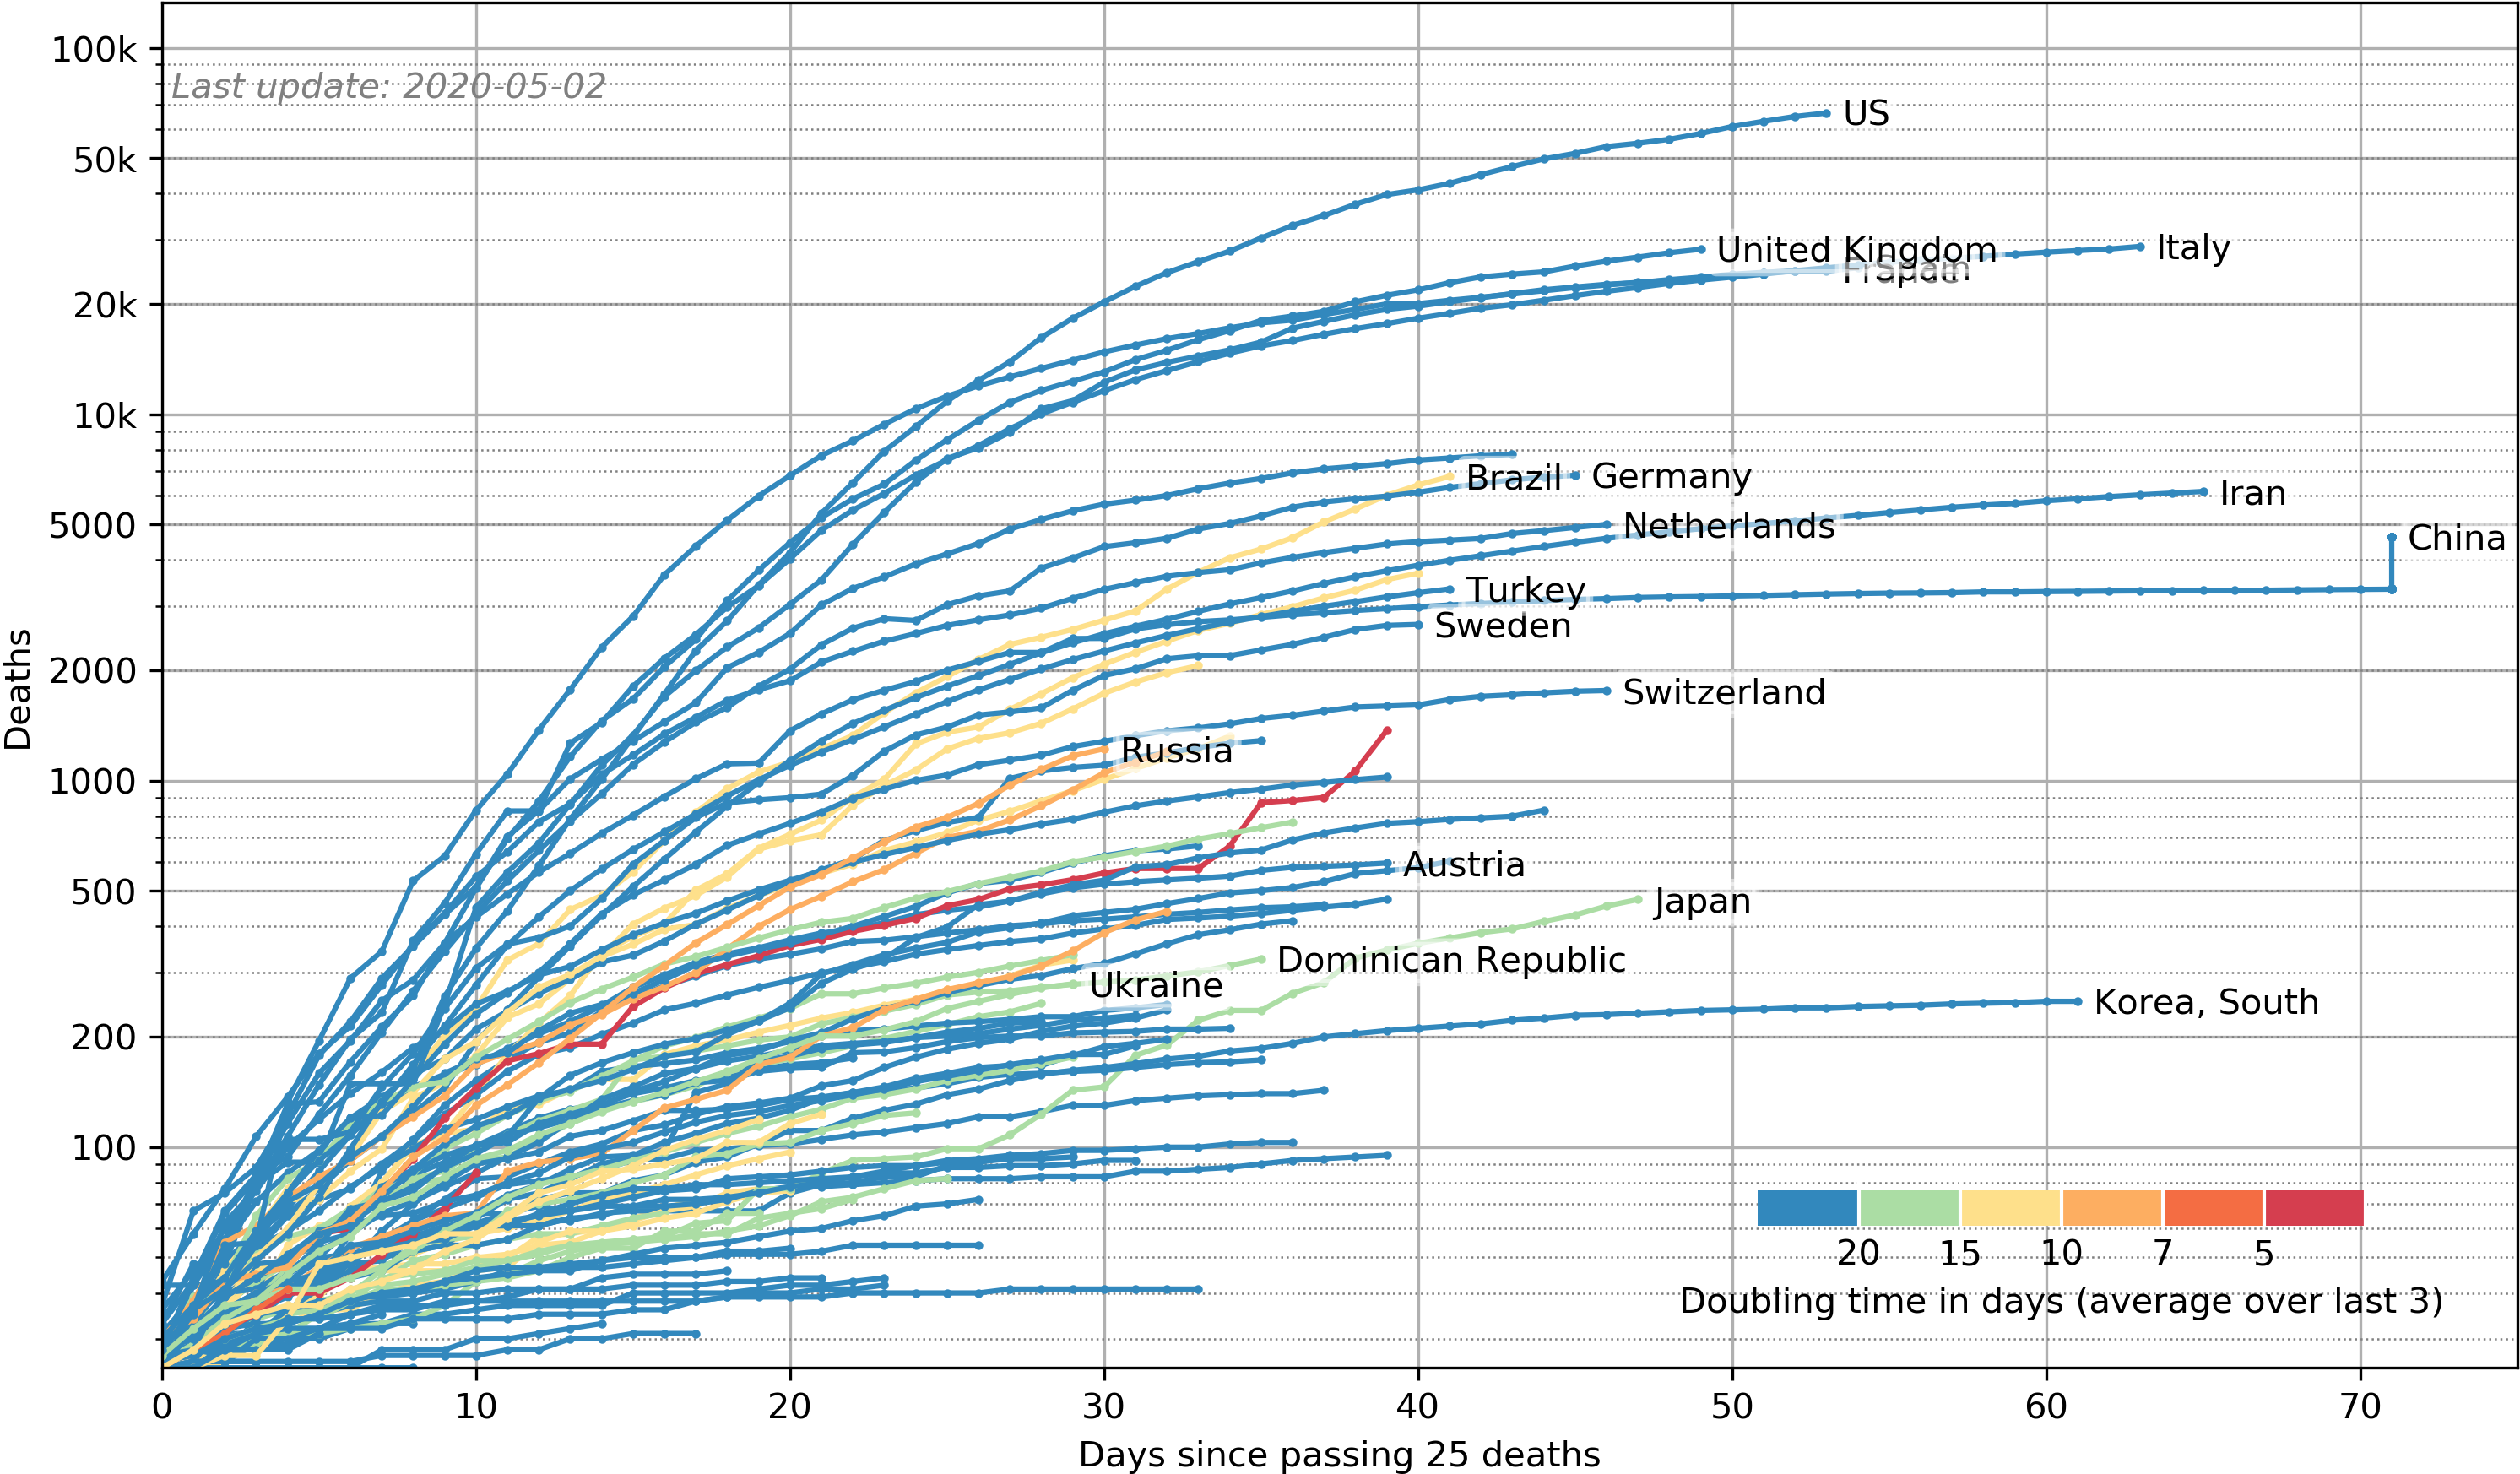 100k
Last update: 2020-05-02
US
50k
United Kingdom
Italy
Spain
20k
10k
Brazil
Germany
Iran
5000
Netherlands
China
Turkey
Sweden
2000
Switzerland
Russia
1000
Austria
500
Japan
Dominican Republic
Ukraine
Korea, South
200
100
20 15 10 7 5
Doubling time in days (average over last 3)
Deaths
0 10 20 30 40 50 60 70
Days since passing 25 deaths